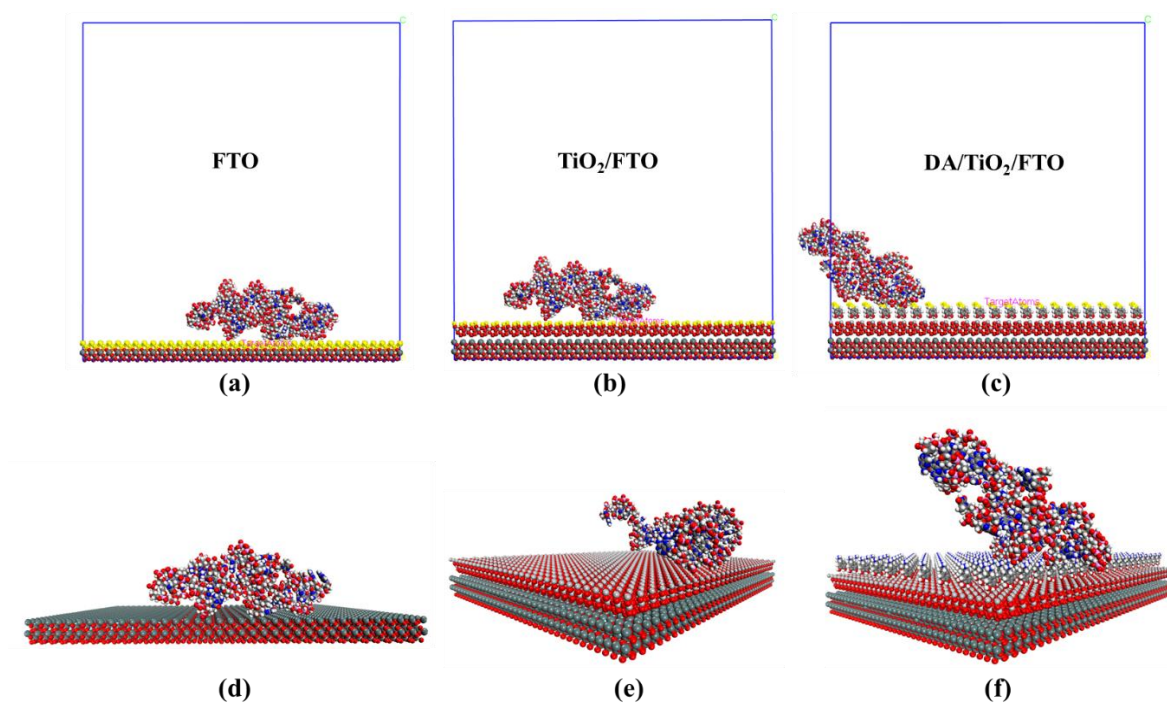 FTO
TiO₂/FTO
DA/TiO₂/FTO
TargetAtoms
(a)
(b)
(c)
(d)
(e)
(f)